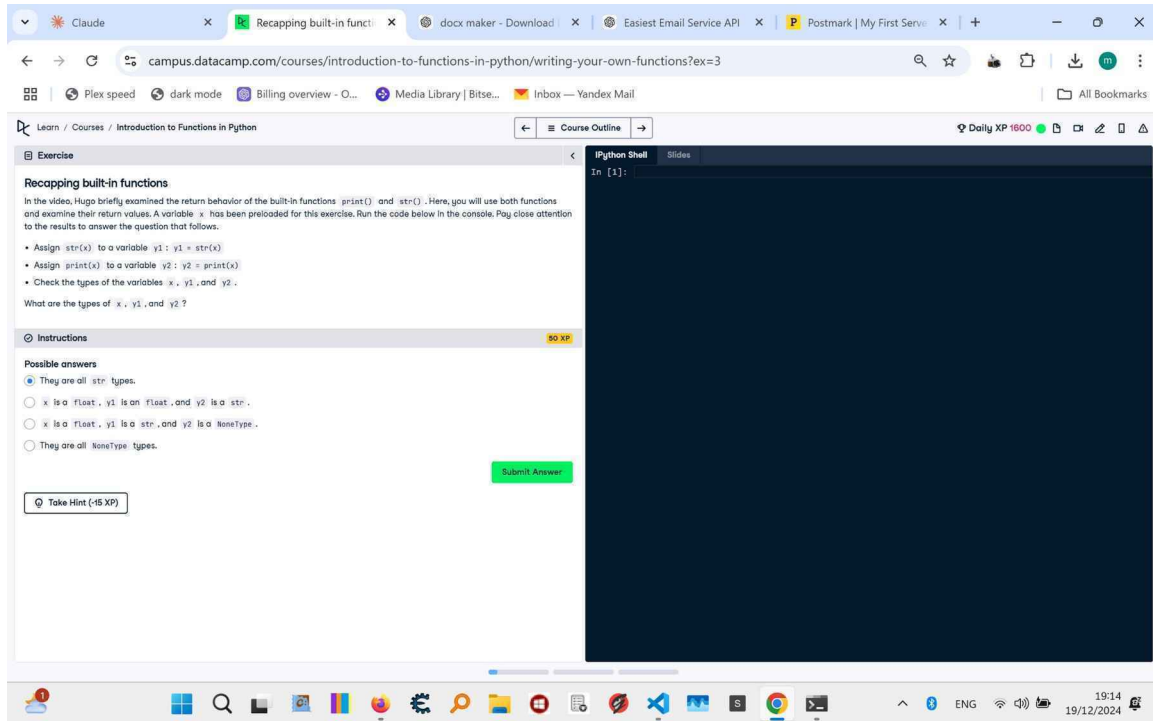 Claude
Recapping built-in functi
docx maker - Download
Easiest Email Service API
Postmark | My First Serve
campus.datacamp.com/courses/introduction-to-functions-in-python/writing-your-own-functions?ex=3
m
Plex speed
dark mode
Billing overview - O...
Media Library | Bitse...
Inbox — Yandex Mail
All Bookmarks
Learn / Courses / Introduction to Functions in Python
Course Outline
Daily XP 1600
Exercise
Recapping built-in functions
In the video, Hugo briefly examined the return behavior of the built-in functions print() and str() . Here, you will use both functions
and examine their return values. A variable x has been preloaded for this exercise. Run the code below in the console. Pay close attention
to the results to answer the question that follows.
• Assign str(x) to a variable y1 : y1 = str(x)
• Assign print(x) to a variable y2 : y2 = print(x)
• Check the types of the variables x , y1 , and y2 .
What are the types of x , y1 , and y2 ?
Instructions
50 XP
Possible answers
They are all str types.
x is a float , y1 is an float , and y2 is a str .
x is a float , y1 is a str , and y2 is a NoneType .
They are all NoneType types.
Submit Answer
Take Hint (-15 XP)
IPython Shell
Slides
In [1]:
1
S
ENG
19:14
19/12/2024